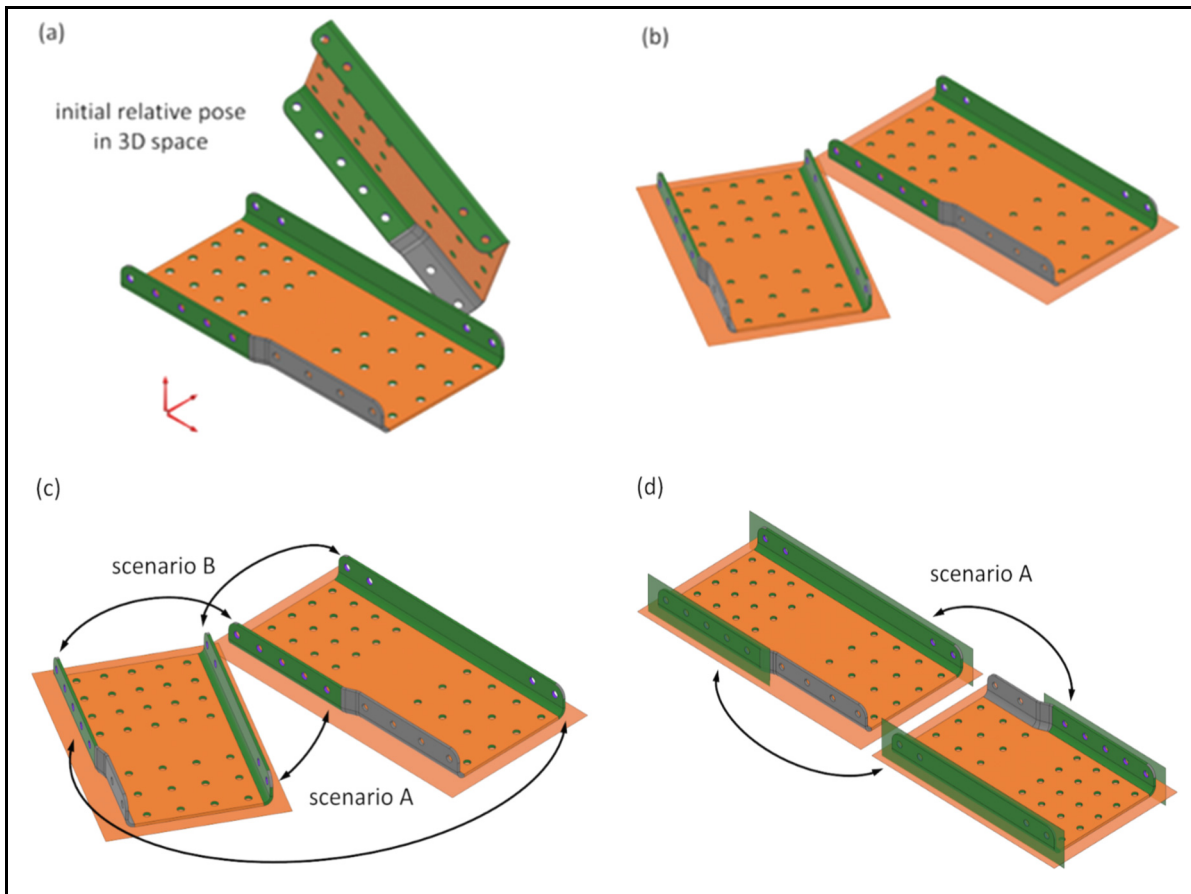 (a)
initial relative pose
in 3D space
(b)
(c)
scenario B
scenario A
(d)
scenario A